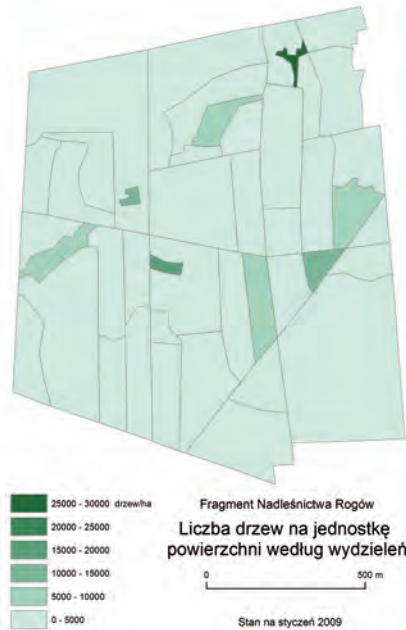 25000 - 30000 drzew/ha
20000 - 25000
15000 - 20000
10000 - 15000
5000 - 10000
0 - 5000
Fragment Nadleśnictwa Rogów
Liczba drzew na jednostkę
powierzchni według wydzieleń
0 500 m
Stan na styczeń 2009